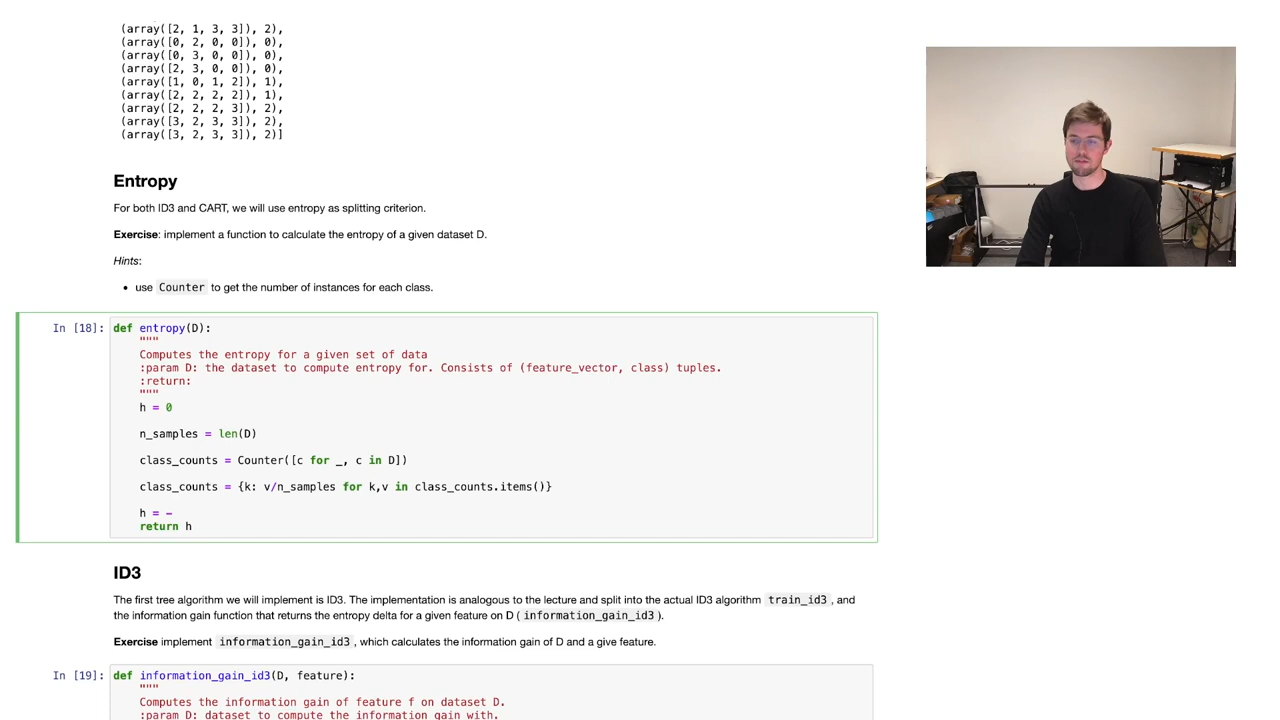 (array([2, 1, 3, 3]), 2),
(array([0, 2, 0, 0]), 0),
(array([0, 3, 0, 0]), 0),
(array([2, 3, 0, 0]), 0),
(array([1, 0, 1, 2]), 1),
(array([2, 2, 2, 2]), 1),
(array([2, 2, 2, 3]), 2),
(array([3, 2, 3, 3]), 2),
(array([3, 2, 3, 3]), 2)]
Entropy
For both ID3 and CART, we will use entropy as splitting criterion.
Exercise: implement a function to calculate the entropy of a given dataset D.
Hints:
• use Counter to get the number of instances for each class.
In [18]: def entropy(D):
"""
Computes the entropy for a given set of data
:param D: the dataset to compute entropy for. Consists of (feature_vector, class) tuples.
:return:
"""
h = 0
n_samples = len(D)
class_counts = Counter([c for _, c in D])
class_counts = {k: v/n_samples for k,v in class_counts.items()}
h = -
return h
ID3
The first tree algorithm we will implement is ID3. The implementation is analogous to the lecture and split into the actual ID3 algorithm train_id3, and
the information gain function that returns the entropy delta for a given feature on D (information_gain_id3).
Exercise implement information_gain_id3, which calculates the information gain of D and a give feature.
In [19]: def information_gain_id3(D, feature):
"""
Computes the information gain of feature f on dataset D.
:param D: dataset to compute the information gain with.